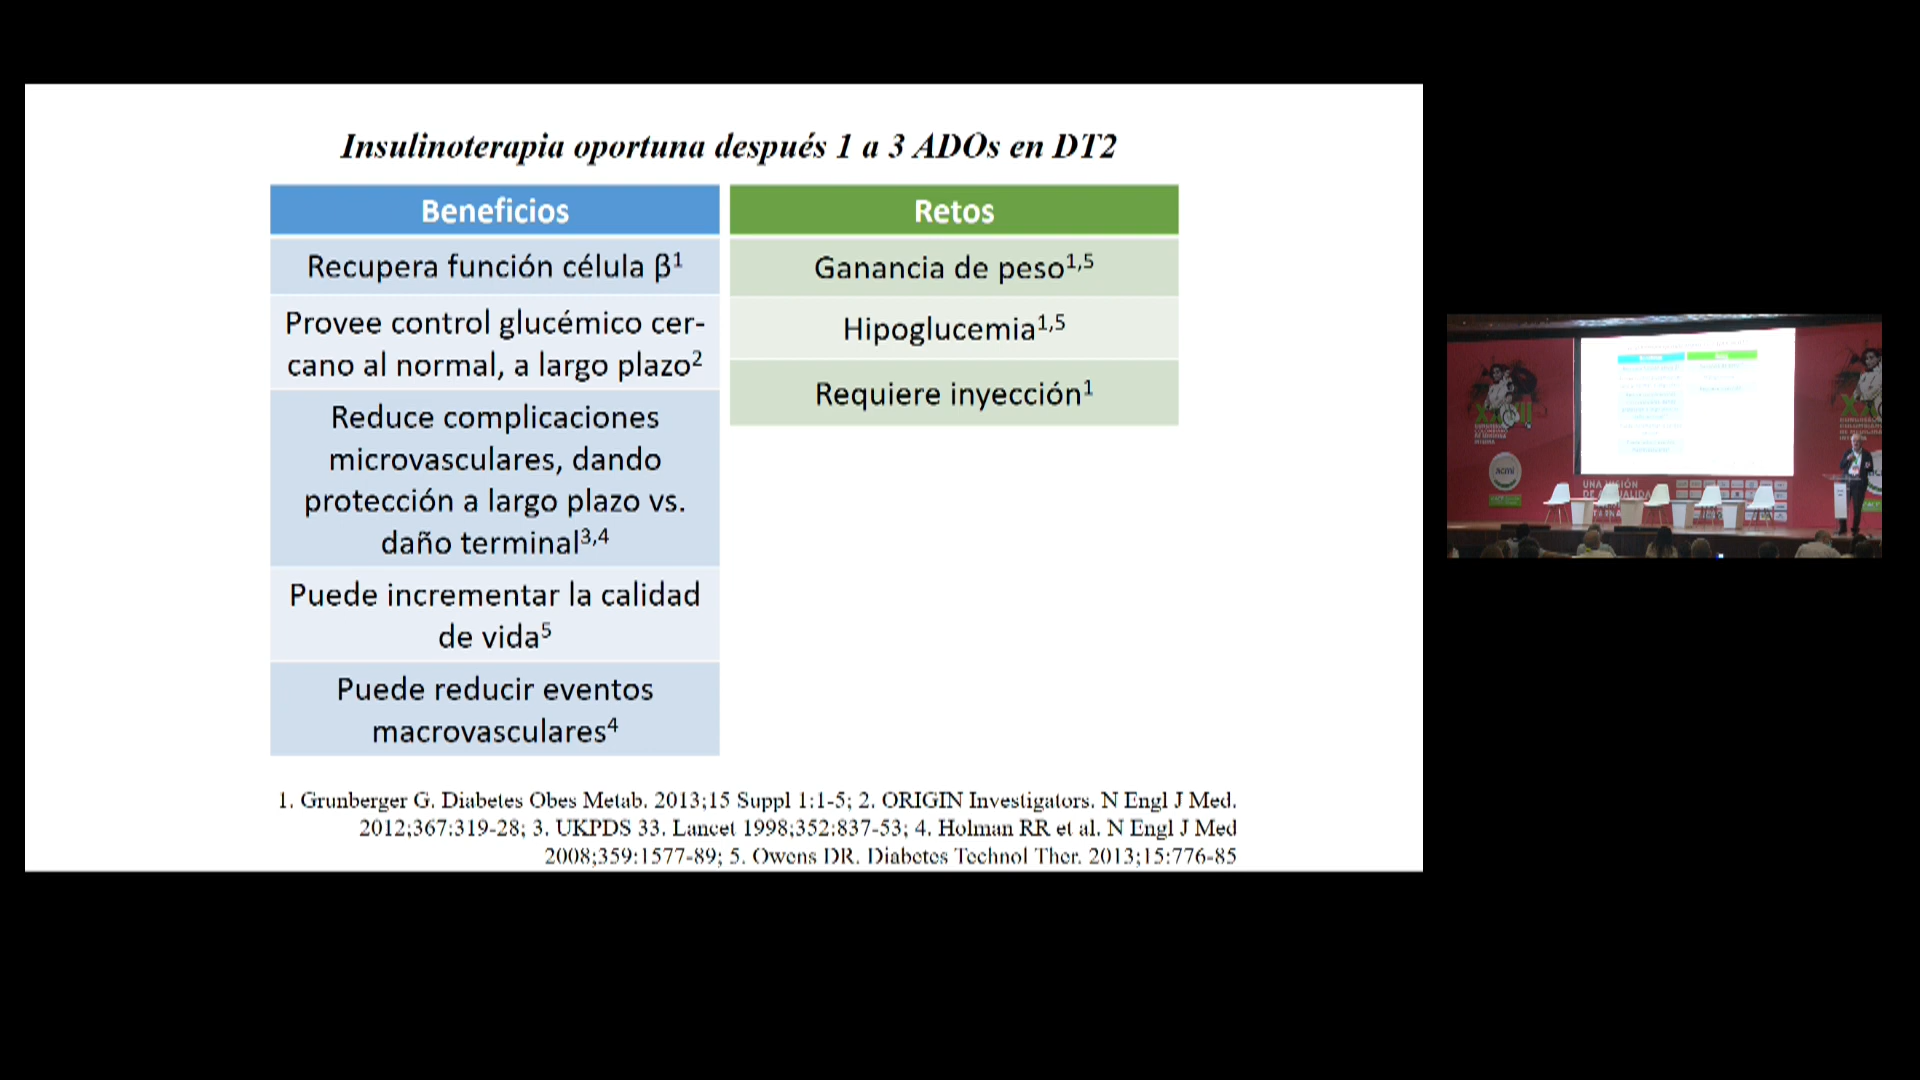 Insulinoterapia oportuna después 1 a 3 ADOs en DT2
Beneficios
Recupera función célula β¹
Provee control glucémico cer-
cano al normal, a largo plazo²
Reduce complicaciones
microvasculares, dando
protección a largo plazo vs.
daño terminal³,⁴
Puede incrementar la calidad
de vida⁵
Puede reducir eventos
macrovasculares⁴
Retos
Ganancia de peso¹,⁵
Hipoglucemia¹,⁵
Requiere inyección¹
1. Grunberger G. Diabetes Obes Metab. 2013;15 Suppl 1:1-5; 2. ORIGIN Investigators. N Engl J Med.
2012;367:319-28; 3. UKPDS 33. Lancet 1998;352:837-53; 4. Holman RR et al. N Engl J Med
2008;359:1577-89; 5. Owens DR. Diabetes Technol Ther. 2013;15:776-85
acmi